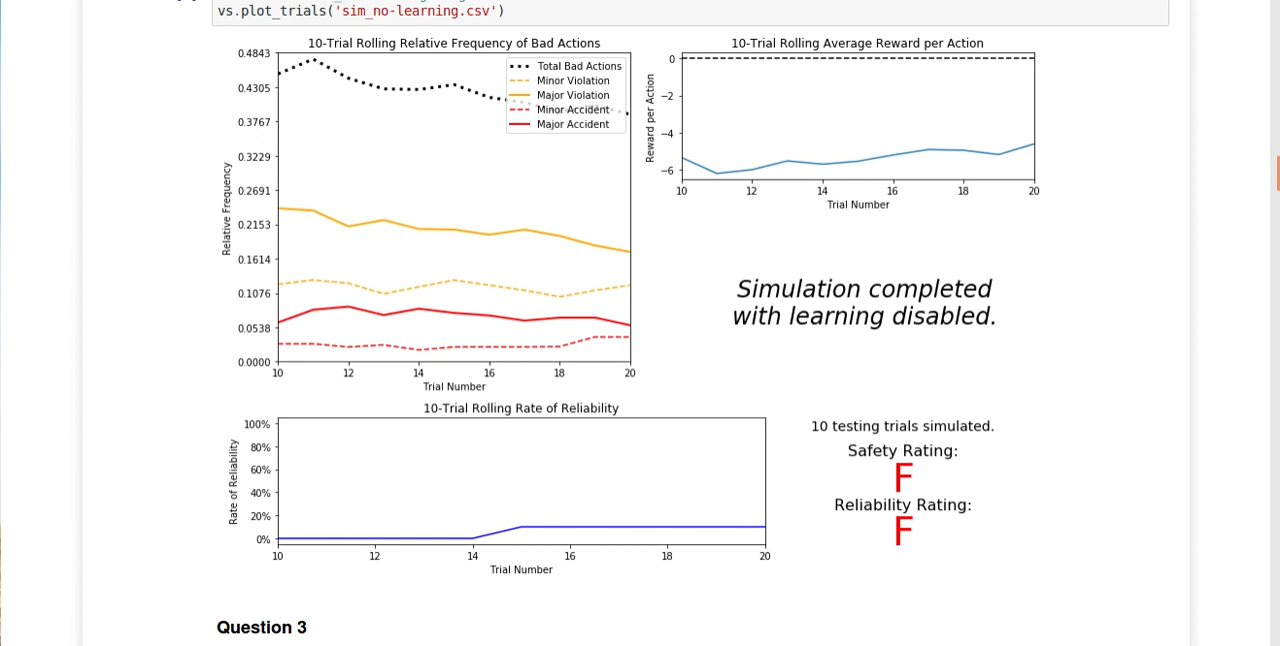 vs.plot_trials('sim_no-learning.csv')
10-Trial Rolling Relative Frequency of Bad Actions
0.4843
0.4305
0.3767
0.3229
0.2691
0.2153
0.1614
0.1076
0.0538
0.0000
Relative Frequency
Total Bad Actions
Minor Violation
Major Violation
Minor Accident
Major Accident
10 12 14 16 18 20
Trial Number
10-Trial Rolling Average Reward per Action
0
−2
−4
−6
Reward per Action
10 12 14 16 18 20
Trial Number
Simulation completed
with learning disabled.
10-Trial Rolling Rate of Reliability
100%
80%
60%
40%
20%
0%
Rate of Reliability
10 12 14 16 18 20
Trial Number
10 testing trials simulated.
Safety Rating:
F
Reliability Rating:
F
Question 3